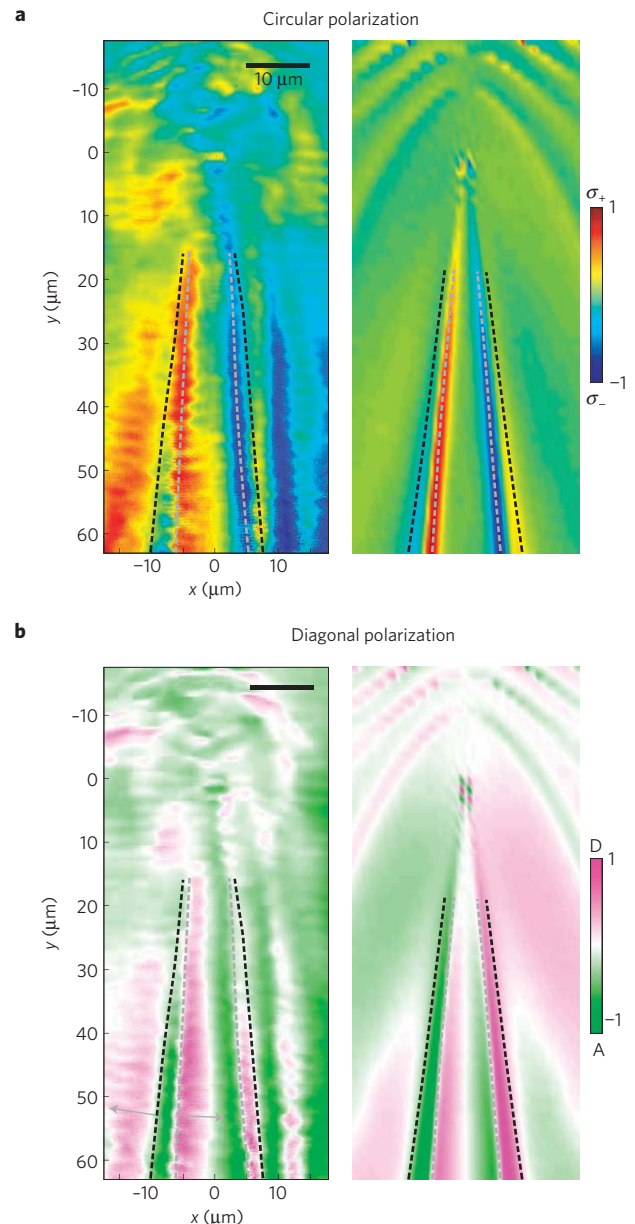 a
Circular polarization
10 μm
-10
0
10
20
30
40
50
60
y (μm)
−10
0
10
x (μm)
σ+
1
−1
σ−
b
Diagonal polarization
-10
0
10
20
30
40
50
60
y (μm)
−10
0
10
x (μm)
D
1
−1
A